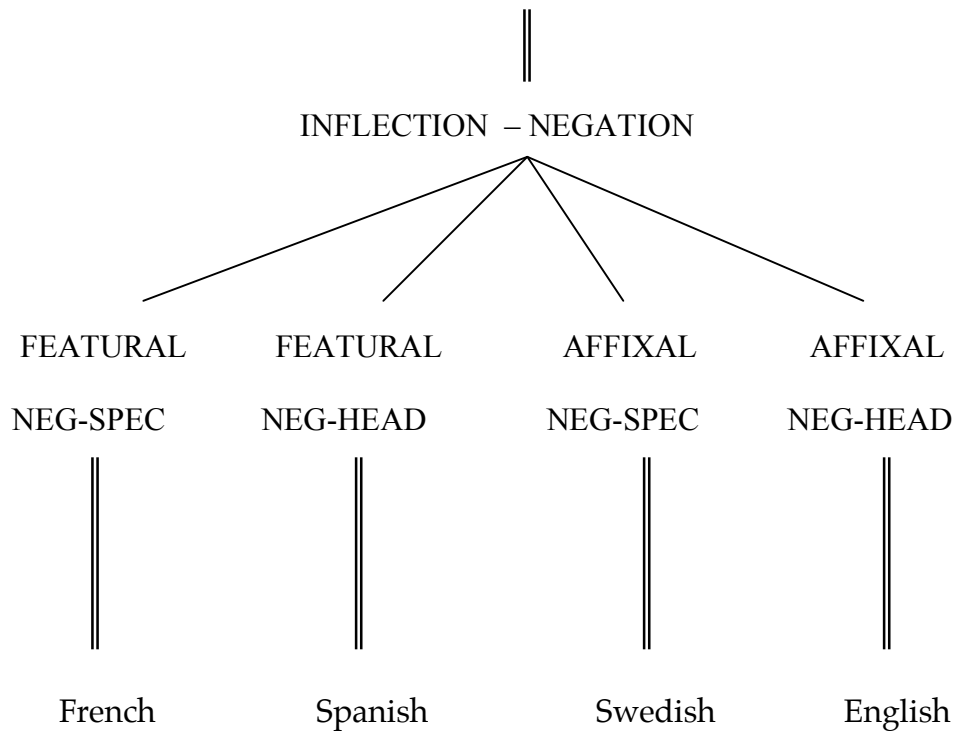 INFLECTION – NEGATION
FEATURAL FEATURAL AFFIXAL AFFIXAL
NEG-SPEC NEG-HEAD NEG-SPEC NEG-HEAD
French Spanish Swedish English